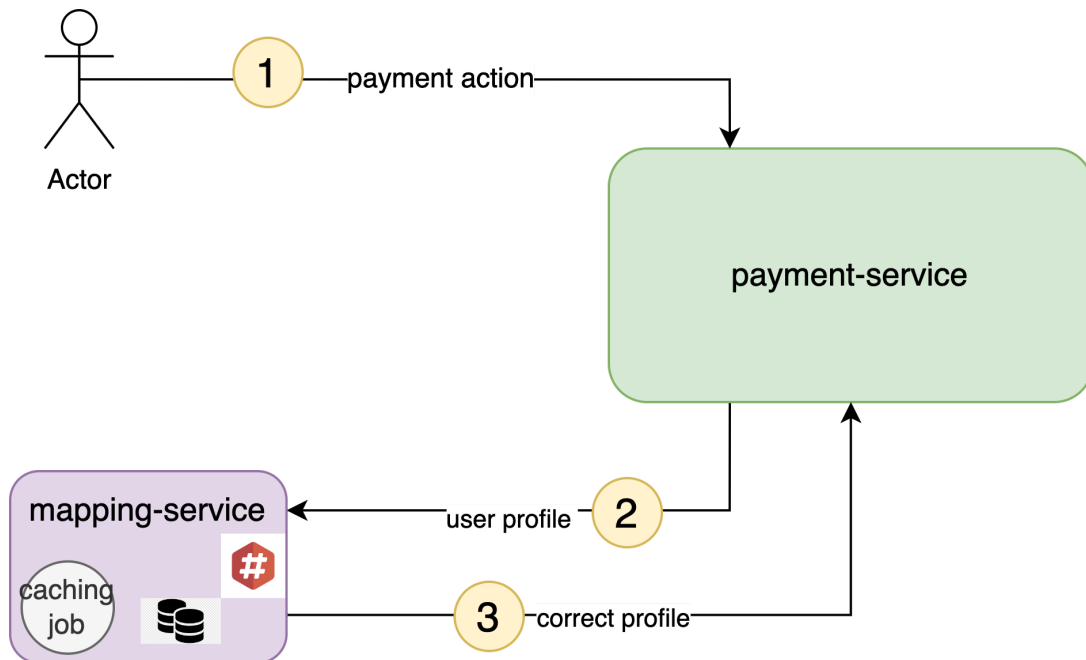 1
payment action
Actor
payment-service
mapping-service
user profile
2
#
caching
job
3
correct profile